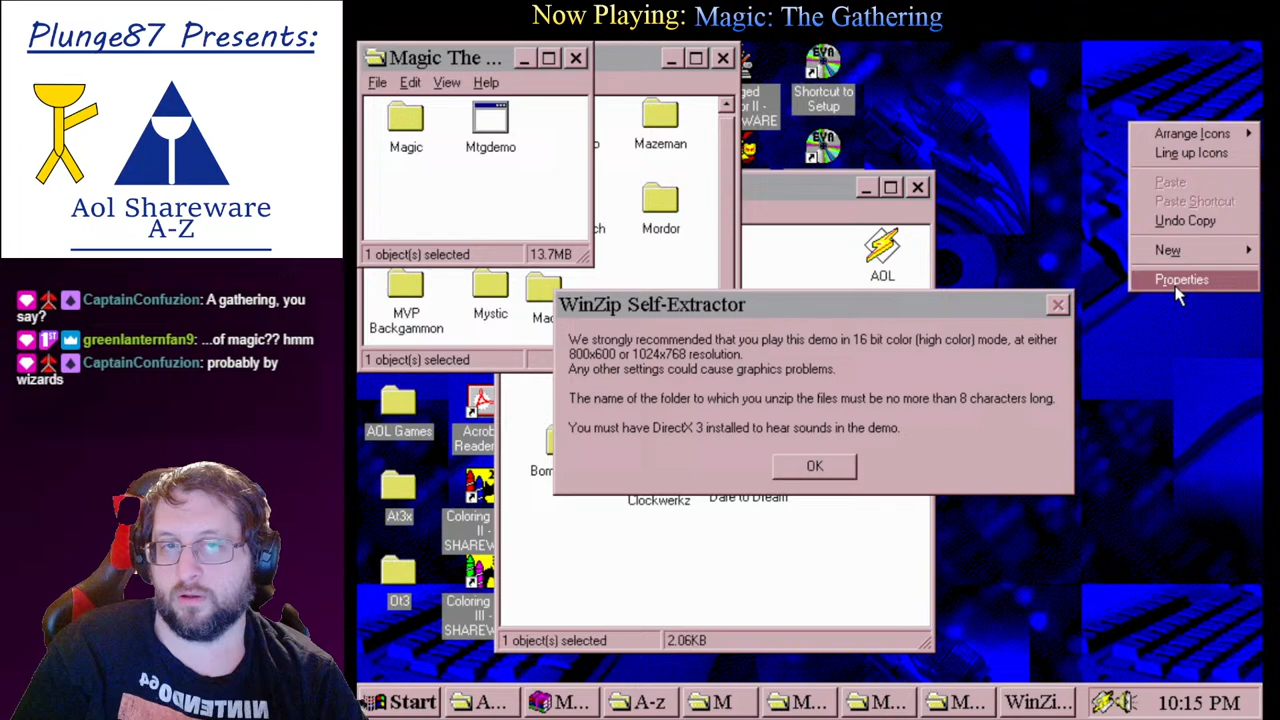 Now Playing: Magic: The Gathering
Plunge87 Presents:
Aol Shareware
A-Z
CaptainConfuzion: A gathering, you
say?
greenlanternfan9: ...of magic?? hmm
CaptainConfuzion: probably by
wizards
NINTENDO64
Magic The ...
File Edit View Help
Magic
Mtgdemo
1 object(s) selected
13.7MB
Mazeman
Mordor
MVP
Backgammon
Mystic
1 object(s) selected
Shortcut to
Setup
AOL
WinZip Self-Extractor
We strongly recommended that you play this demo in 16 bit color (high color) mode, at either
800x600 or 1024x768 resolution.
Any other settings could cause graphics problems.
The name of the folder to which you unzip the files must be no more than 8 characters long.
You must have DirectX 3 installed to hear sounds in the demo.
OK
Clockwerkz
Dare to Dream
1 object(s) selected
2.06KB
AOL Games
At3x
Ot3
Acrob
Reader
Coloring
II -
SHAREW
Coloring
III -
SHAREW
Arrange Icons
Line up Icons
Paste
Paste Shortcut
Undo Copy
New
Properties
Start
A...
M...
A-z
M
M...
M...
M...
WinZi...
10:15 PM